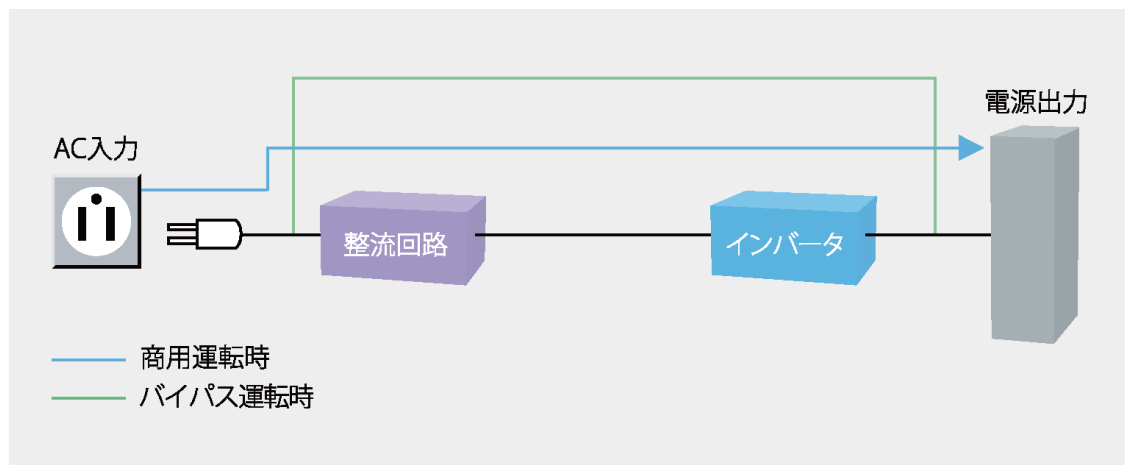 電源出力
AC入力
整流回路
インバータ
商用運転時
バイパス運転時